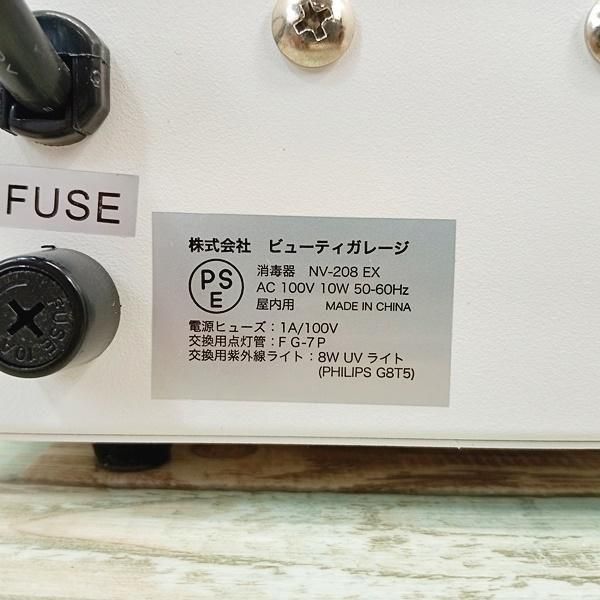 FUSE
FUSE 10A
株式会社 ビューティガレージ
PS
E
消毒器 NV-208 EX
AC 100V 10W 50-60Hz
屋内用 MADE IN CHINA
電源ヒューズ：1A/100V
交換用点灯管：F G-7P
交換用紫外線ライト：8W UV ライト
(PHILIPS G8T5)